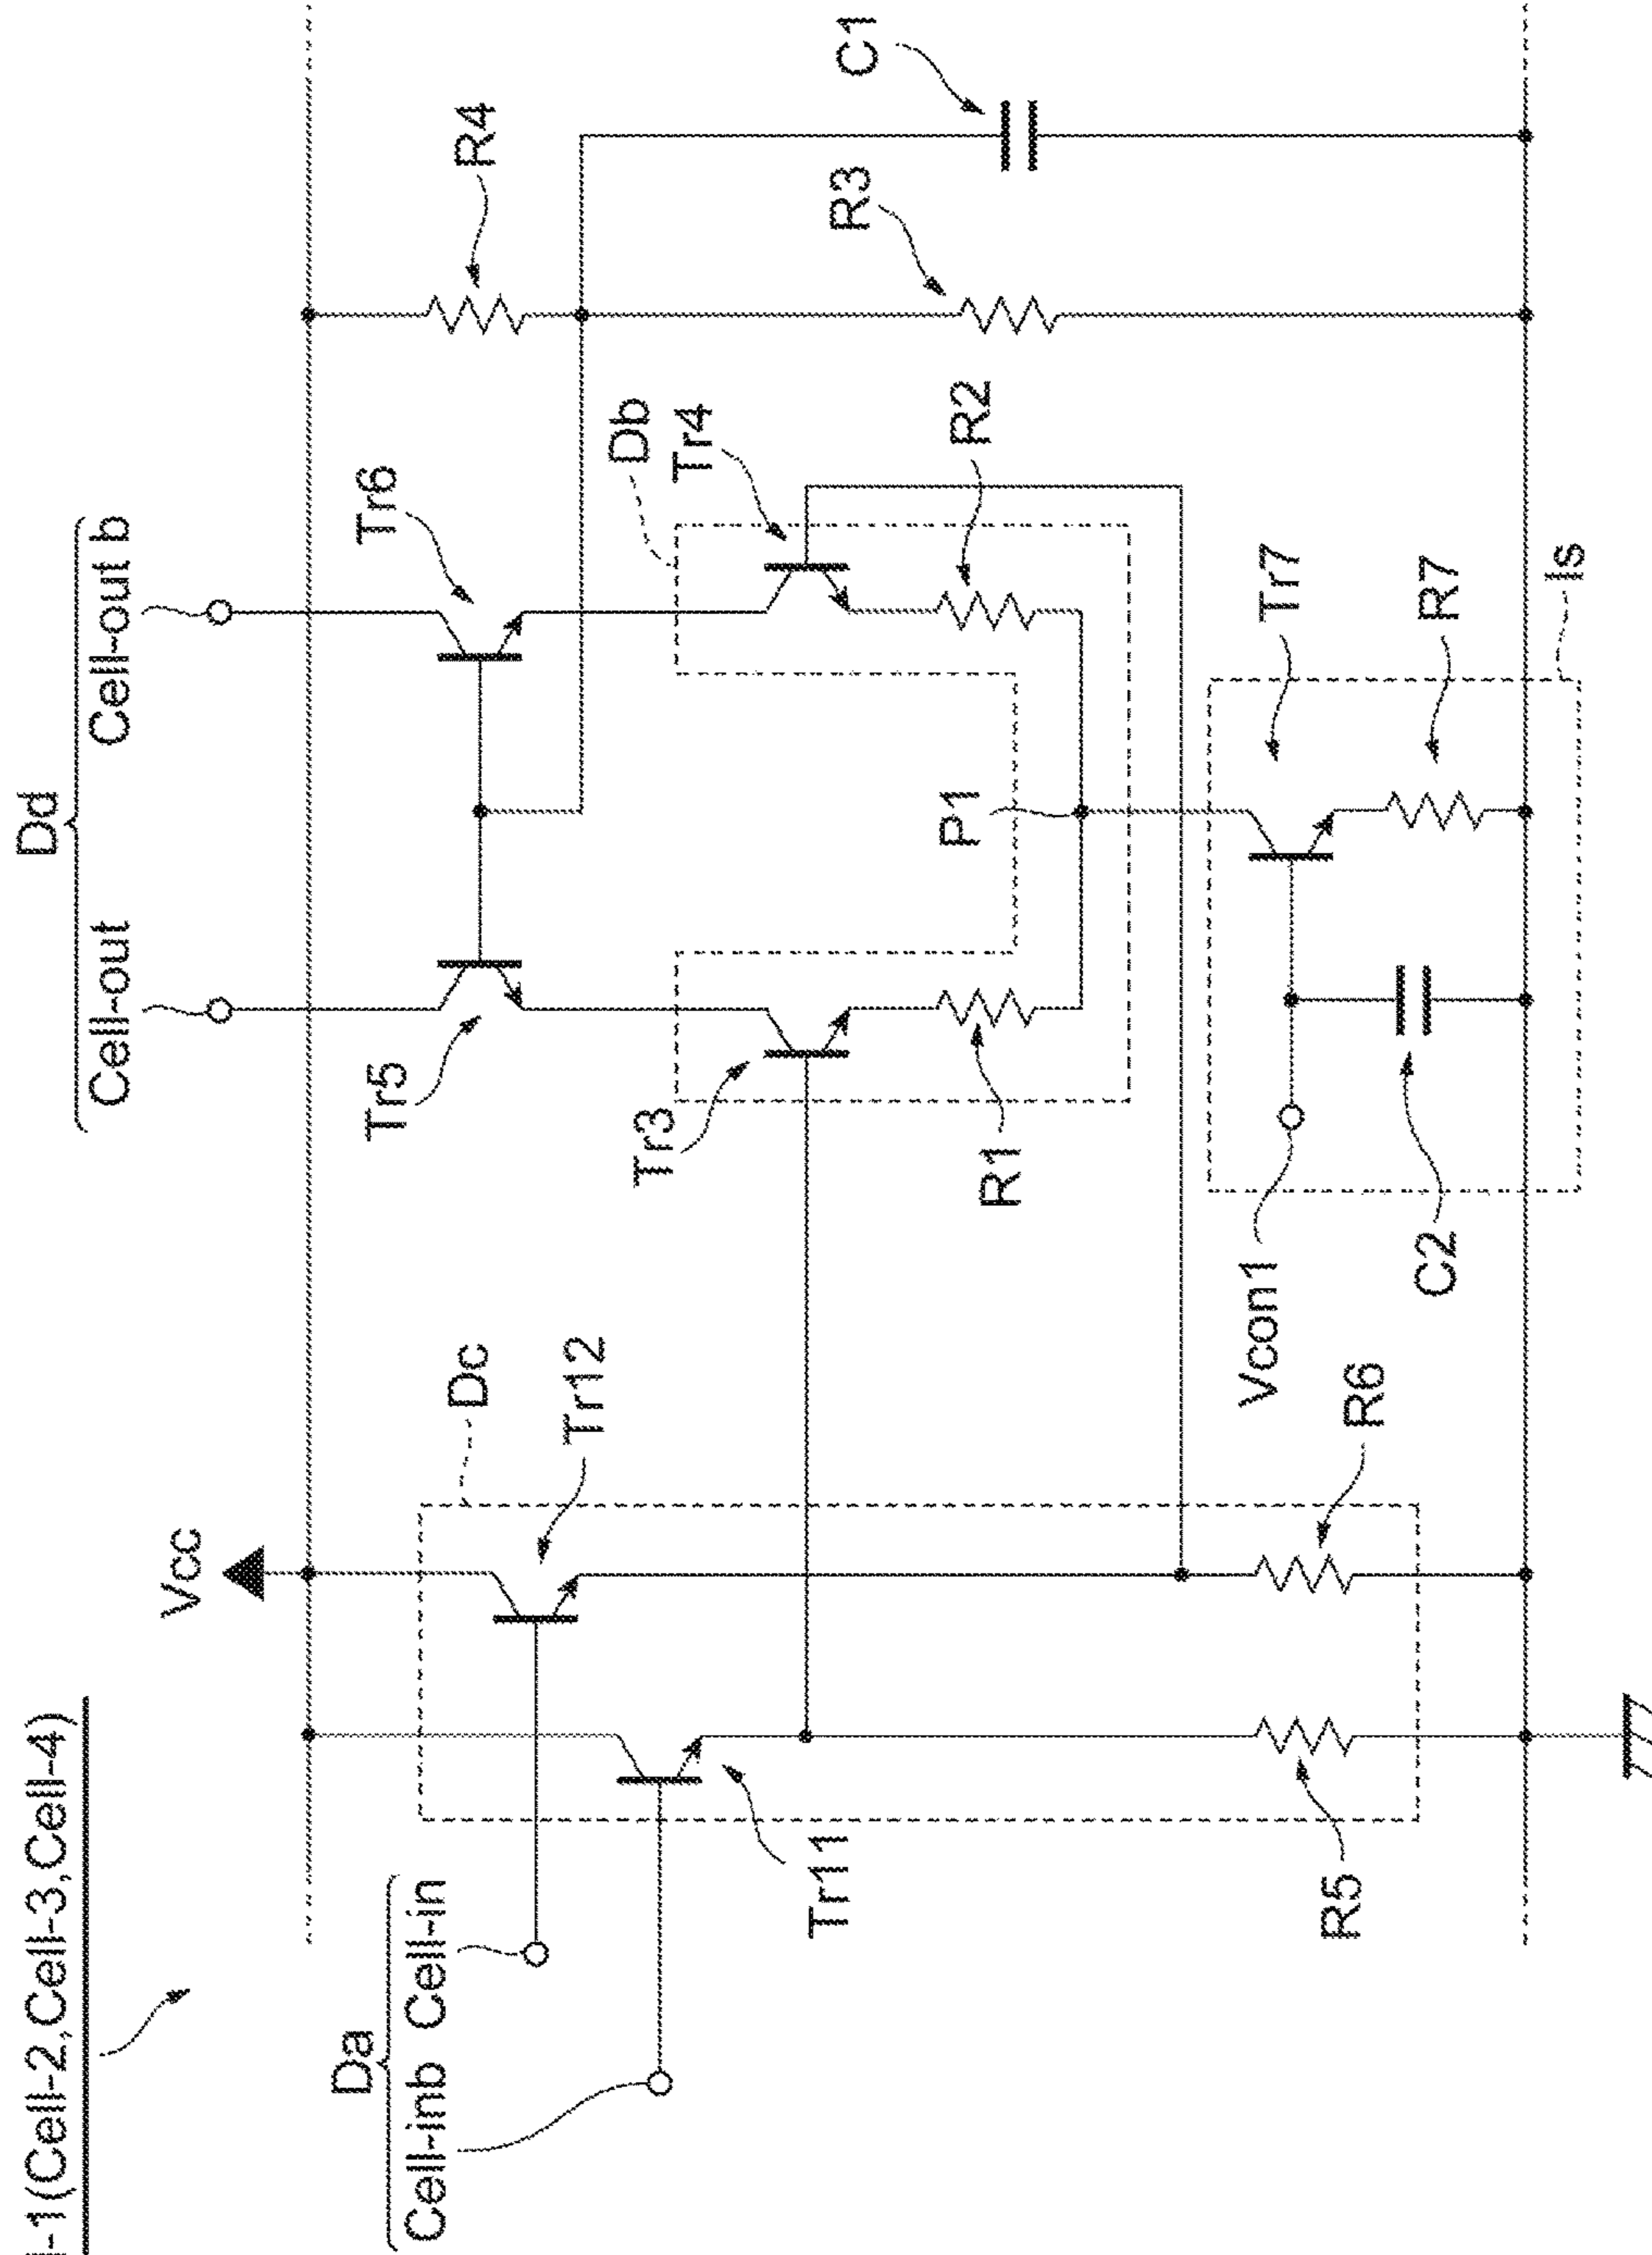 -1(Cell-2,Cell-3,Cell-4)
Vcc
Dd
Cell-out
Cell-out b
Tr5
Tr6
R4
C1
Da
Cell-inb
Cell-in
Dc
Tr12
Tr11
Tr3
Db
Tr4
R3
R1
P1
R2
R5
R6
Vcon1
C2
Tr7
R7
Is